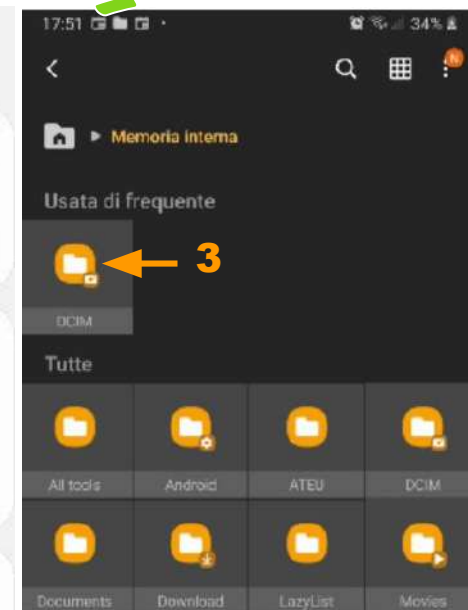 17:51 34%
N
Memoria interna
Usata di frequente
3
DCIM
Tutte
All tools Android ATEU DCIM
Documents Download LazyList Movies